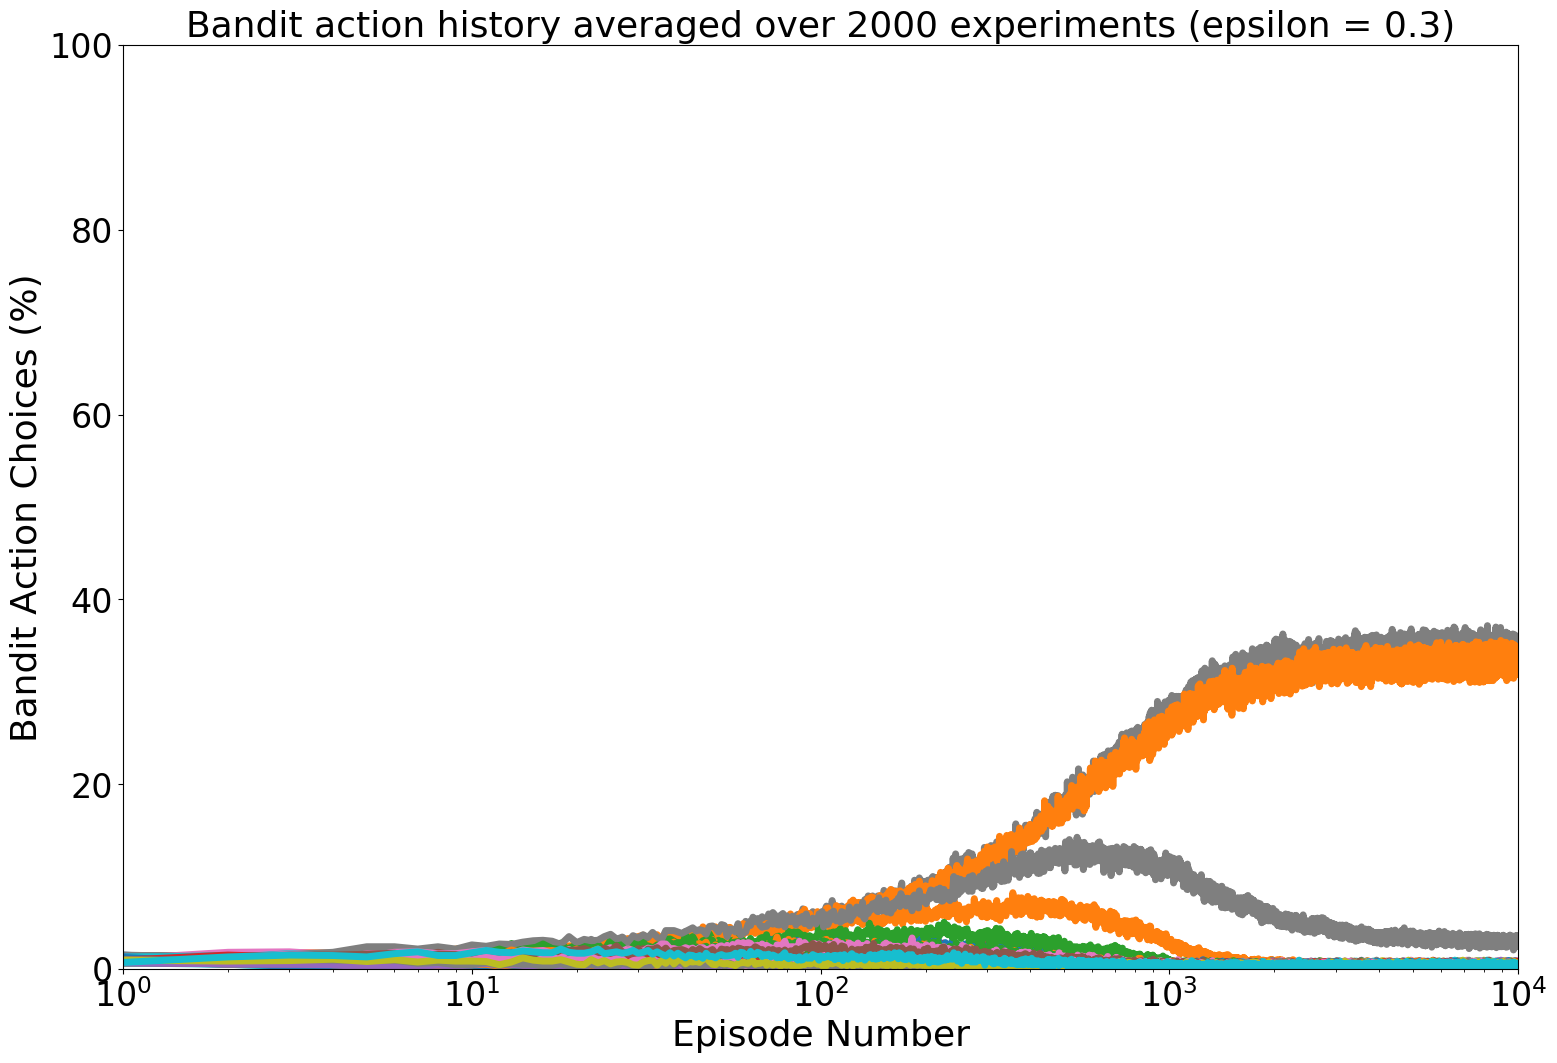 Bandit action history averaged over 2000 experiments (epsilon = 0.3)
Bandit Action Choices (%)
100
80
60
40
20
0
10⁰ 10¹ 10² 10³ 10⁴
Episode Number